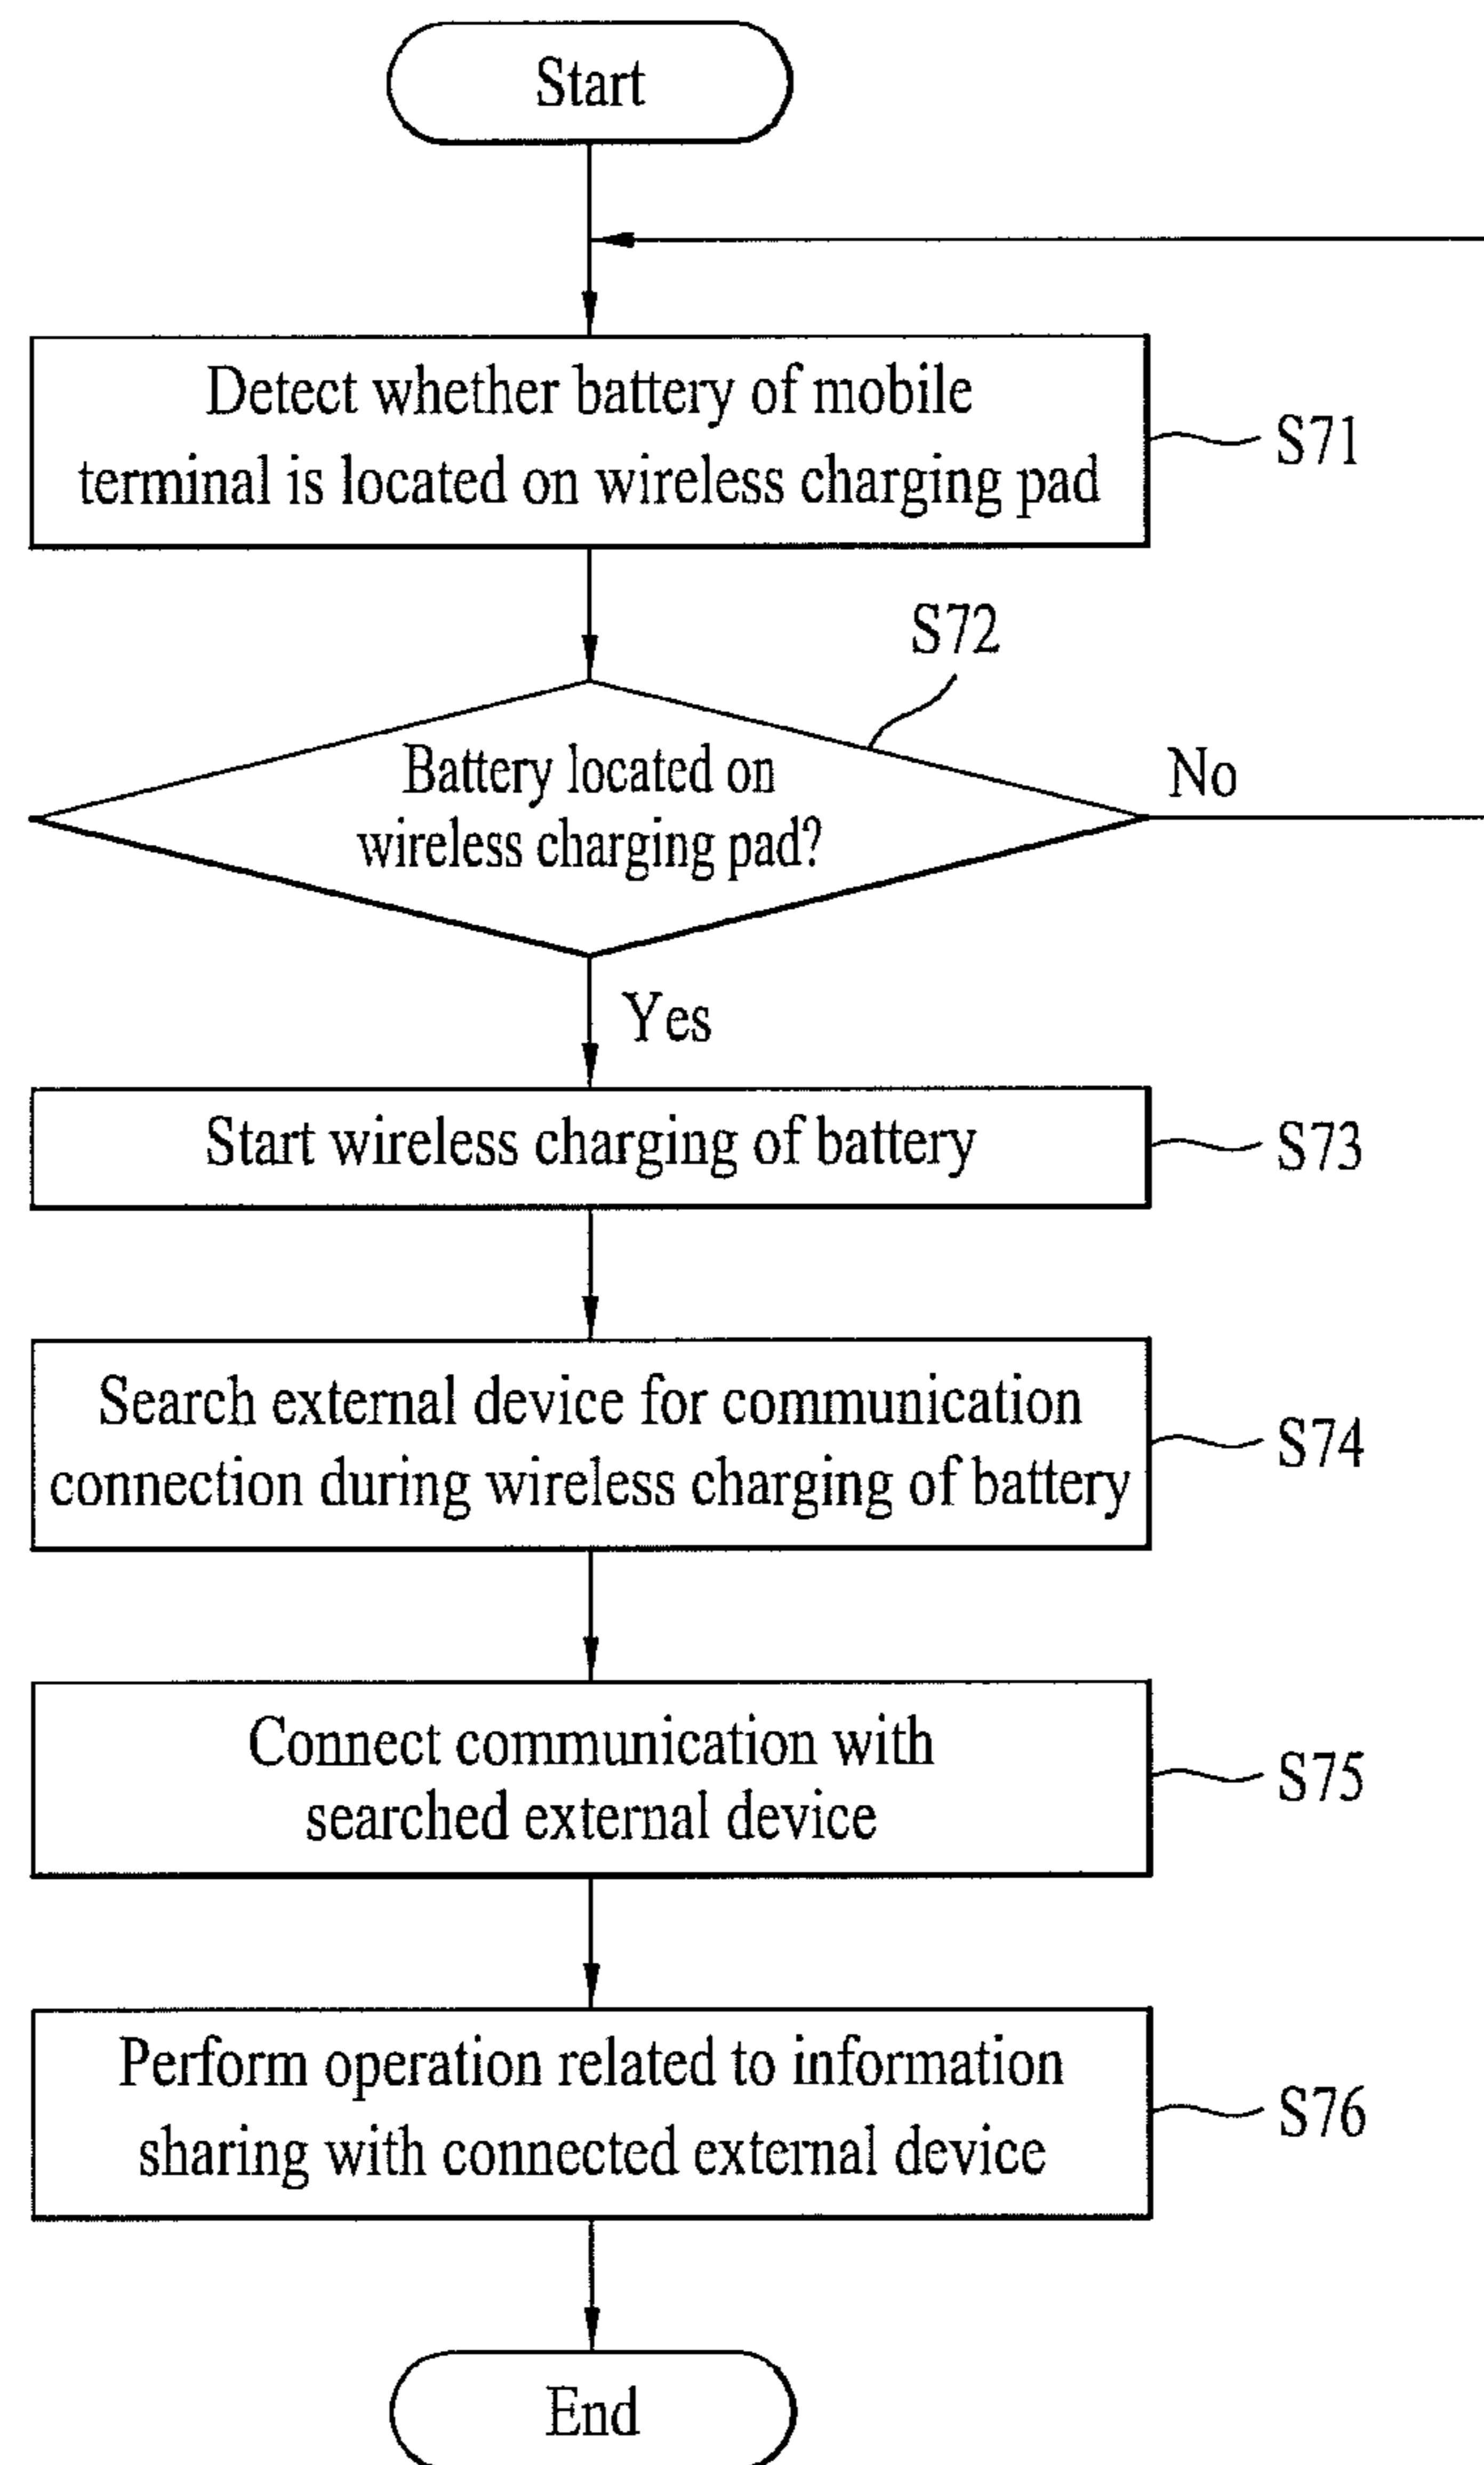 Start
Detect whether battery of mobile
terminal is located on wireless charging pad
S71
S72
Battery located on
wireless charging pad?
No
Yes
Start wireless charging of battery
S73
Search external device for communication
connection during wireless charging of battery
S74
Connect communication with
searched external device
S75
Perform operation related to information
sharing with connected external device
S76
End